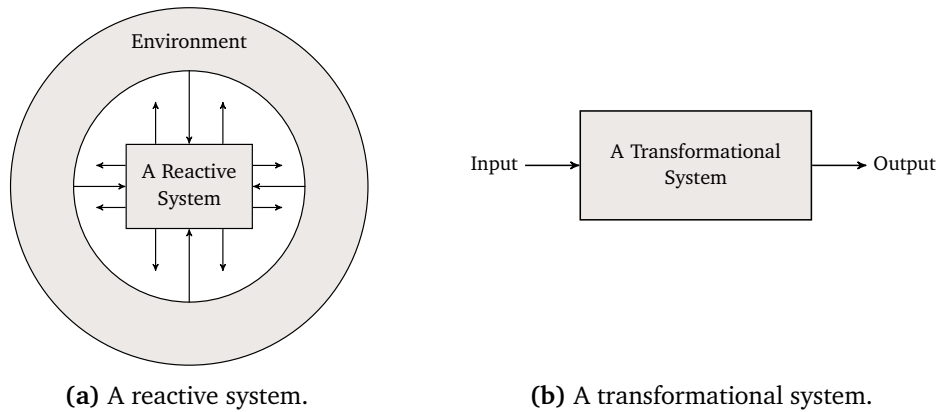 Environment
A Reactive
System
(a) A reactive system.
Input
A Transformational
System
Output
(b) A transformational system.